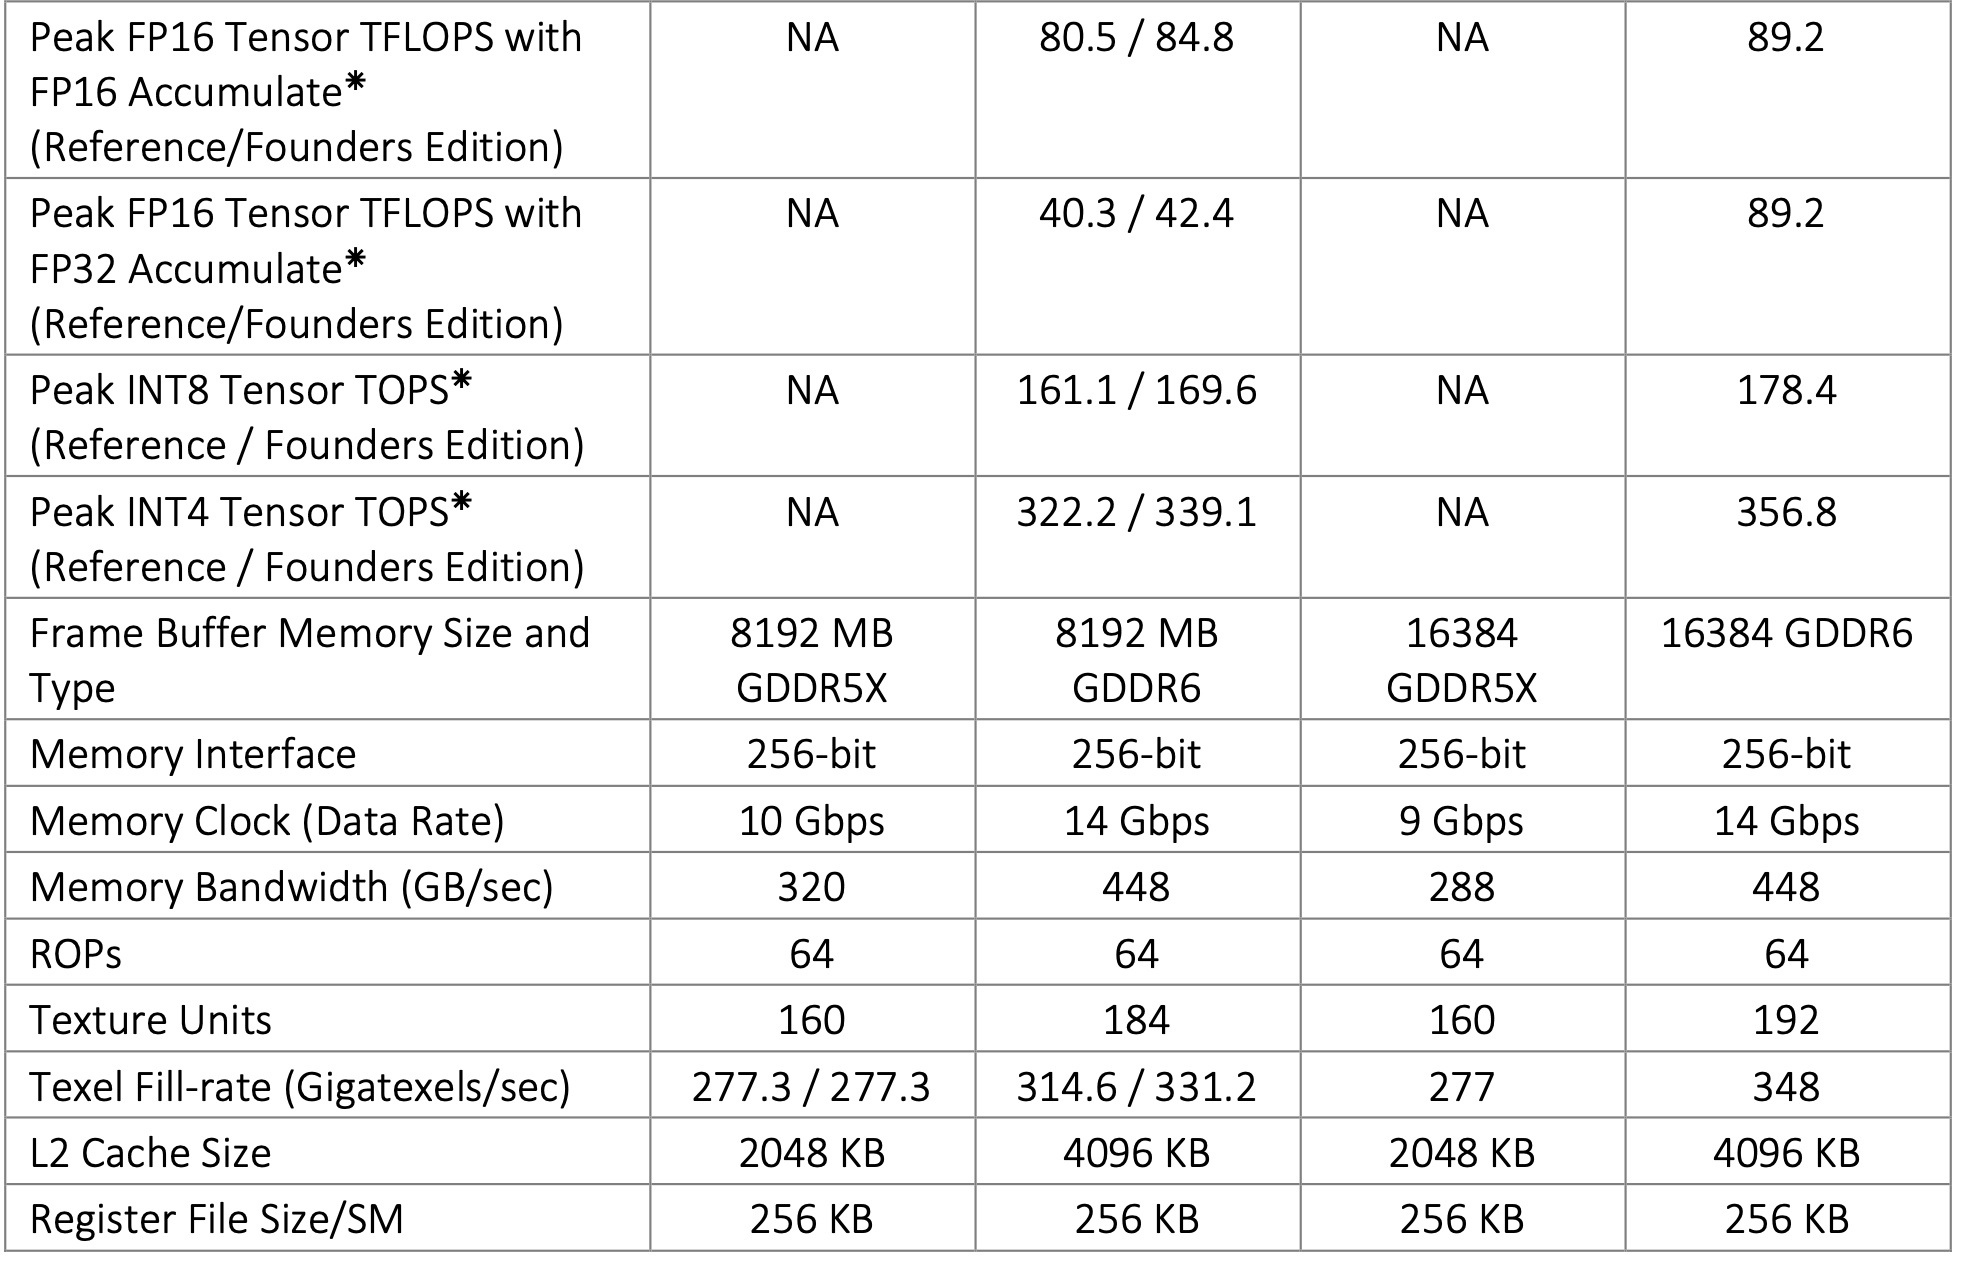 Peak FP16 Tensor TFLOPS with NA 80.5 / 84.8 NA 89.2
FP16 Accumulate*
(Reference/Founders Edition)
Peak FP16 Tensor TFLOPS with NA 40.3 / 42.4 NA 89.2
FP32 Accumulate*
(Reference/Founders Edition)
Peak INT8 Tensor TOPS* NA 161.1 / 169.6 NA 178.4
(Reference / Founders Edition)
Peak INT4 Tensor TOPS* NA 322.2 / 339.1 NA 356.8
(Reference / Founders Edition)
Frame Buffer Memory Size and 8192 MB 8192 MB 16384 16384 GDDR6
Type GDDR5X GDDR6 GDDR5X
Memory Interface 256-bit 256-bit 256-bit 256-bit
Memory Clock (Data Rate) 10 Gbps 14 Gbps 9 Gbps 14 Gbps
Memory Bandwidth (GB/sec) 320 448 288 448
ROPs 64 64 64 64
Texture Units 160 184 160 192
Texel Fill-rate (Gigatexels/sec) 277.3 / 277.3 314.6 / 331.2 277 348
L2 Cache Size 2048 KB 4096 KB 2048 KB 4096 KB
Register File Size/SM 256 KB 256 KB 256 KB 256 KB